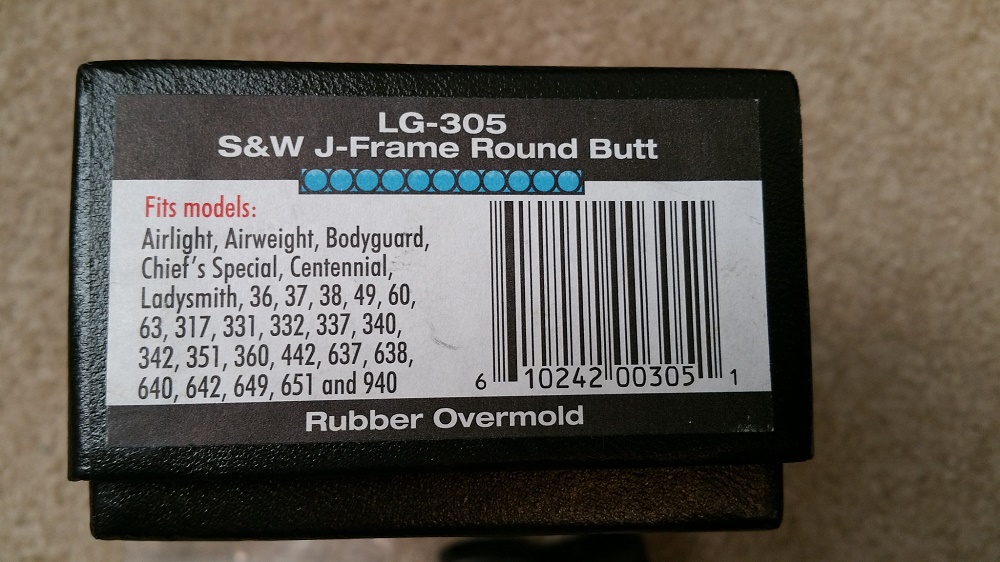 LG-305
S&W J-Frame Round Butt
Fits models:
Airlight, Airweight, Bodyguard,
Chief's Special, Centennial,
Ladysmith, 36, 37, 38, 49, 60,
63, 317, 331, 332, 337, 340,
342, 351, 360, 442, 637, 638,
640, 642, 649, 651 and 940
6 10242 00305 1
Rubber Overmold